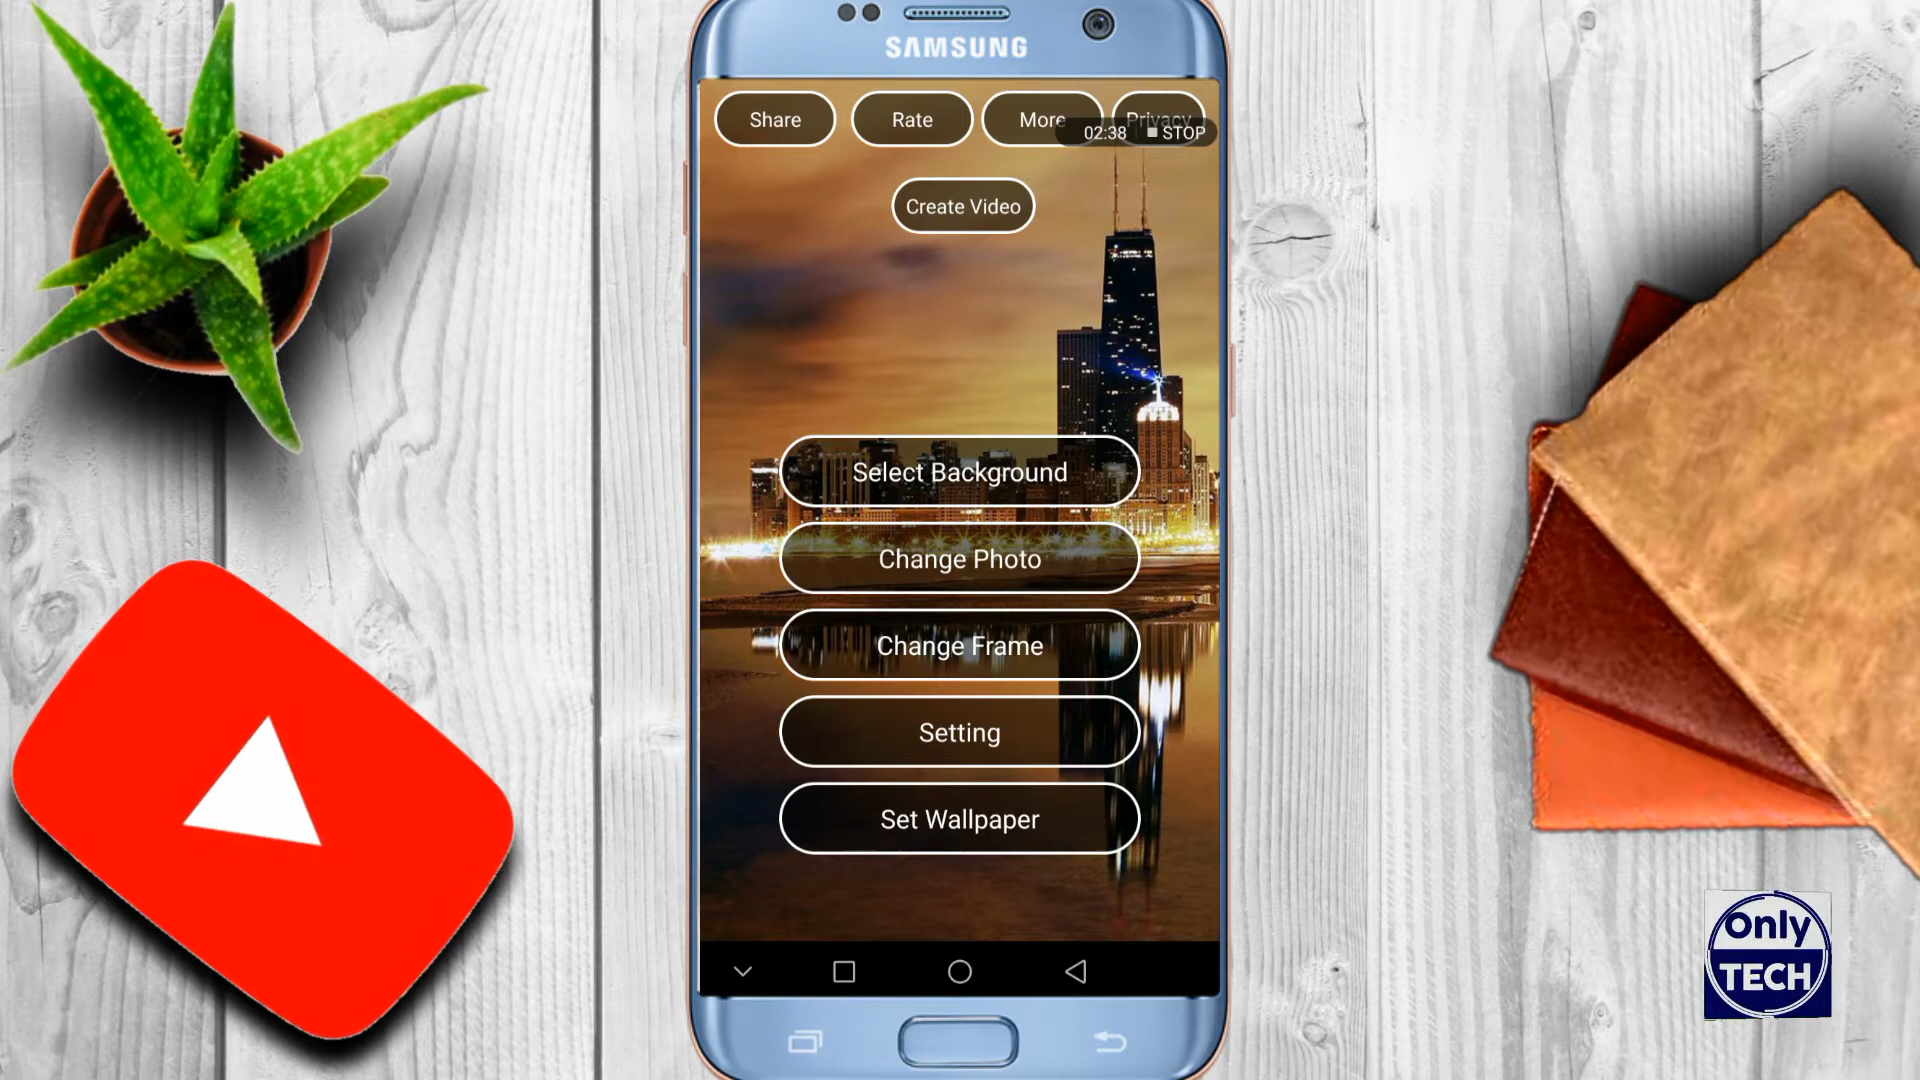 SAMSUNG
Share
Rate
More
Privacy
02:38
STOP
Create Video
Select Background
Change Photo
Change Frame
Setting
Set Wallpaper
Only
TECH